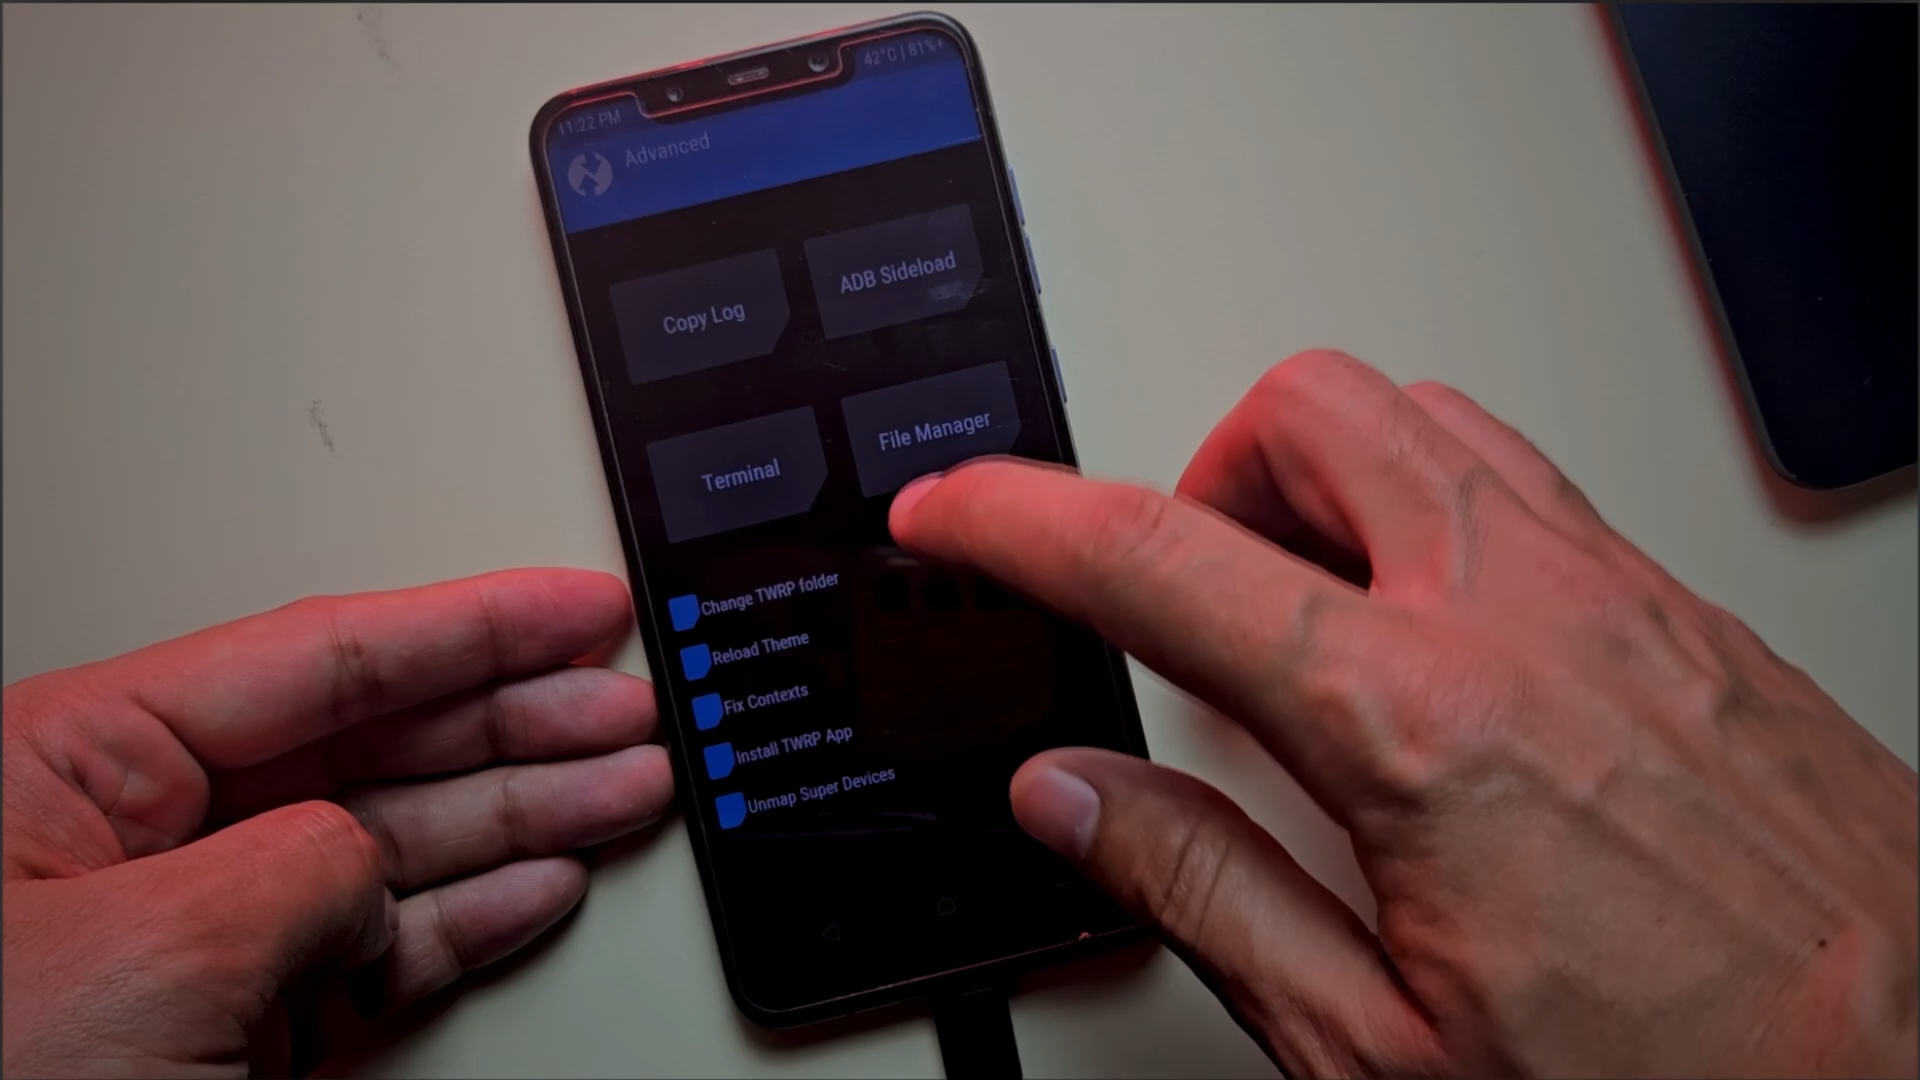 11:22 PM
42°C | 81%+
Advanced
Copy Log
ADB Sideload
Terminal
File Manager
Change TWRP folder
Reload Theme
Fix Contexts
Install TWRP App
Unmap Super Devices